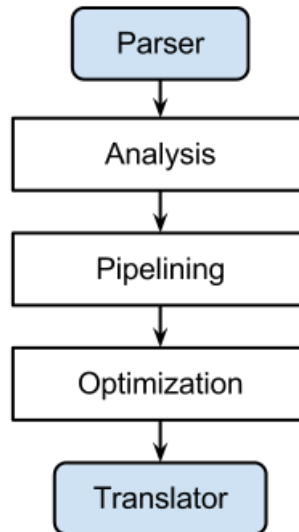 Parser
Analysis
Pipelining
Optimization
Translator